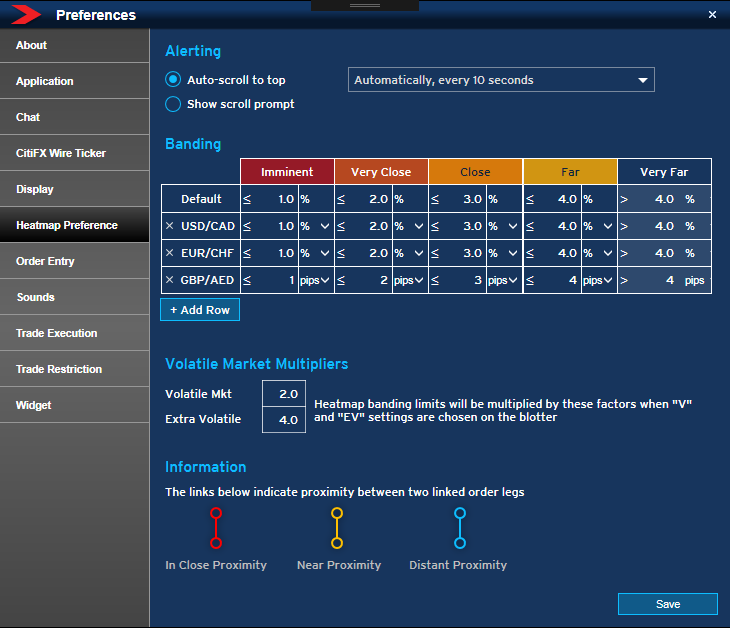 Preferences
About
Application
Chat
CitiFX Wire Ticker
Display
Heatmap Preference
Order Entry
Sounds
Trade Execution
Trade Restriction
Widget
Alerting
Auto-scroll to top Automatically, every 10 seconds
Show scroll prompt
Banding
Imminent Very Close Close Far Very Far
Default ≤ 1.0 % ≤ 2.0 % ≤ 3.0 % ≤ 4.0 % > 4.0 %
× USD/CAD ≤ 1.0 % ≤ 2.0 % ≤ 3.0 % ≤ 4.0 % > 4.0 %
× EUR/CHF ≤ 1.0 % ≤ 2.0 % ≤ 3.0 % ≤ 4.0 % > 4.0 %
× GBP/AED ≤ 1 pips ≤ 2 pips ≤ 3 pips ≤ 4 pips > 4 pips
+ Add Row
Volatile Market Multipliers
Volatile Mkt 2.0
Extra Volatile 4.0
Heatmap banding limits will be multiplied by these factors when "V"
and "EV" settings are chosen on the blotter
Information
The links below indicate proximity between two linked order legs
In Close Proximity Near Proximity Distant Proximity
Save